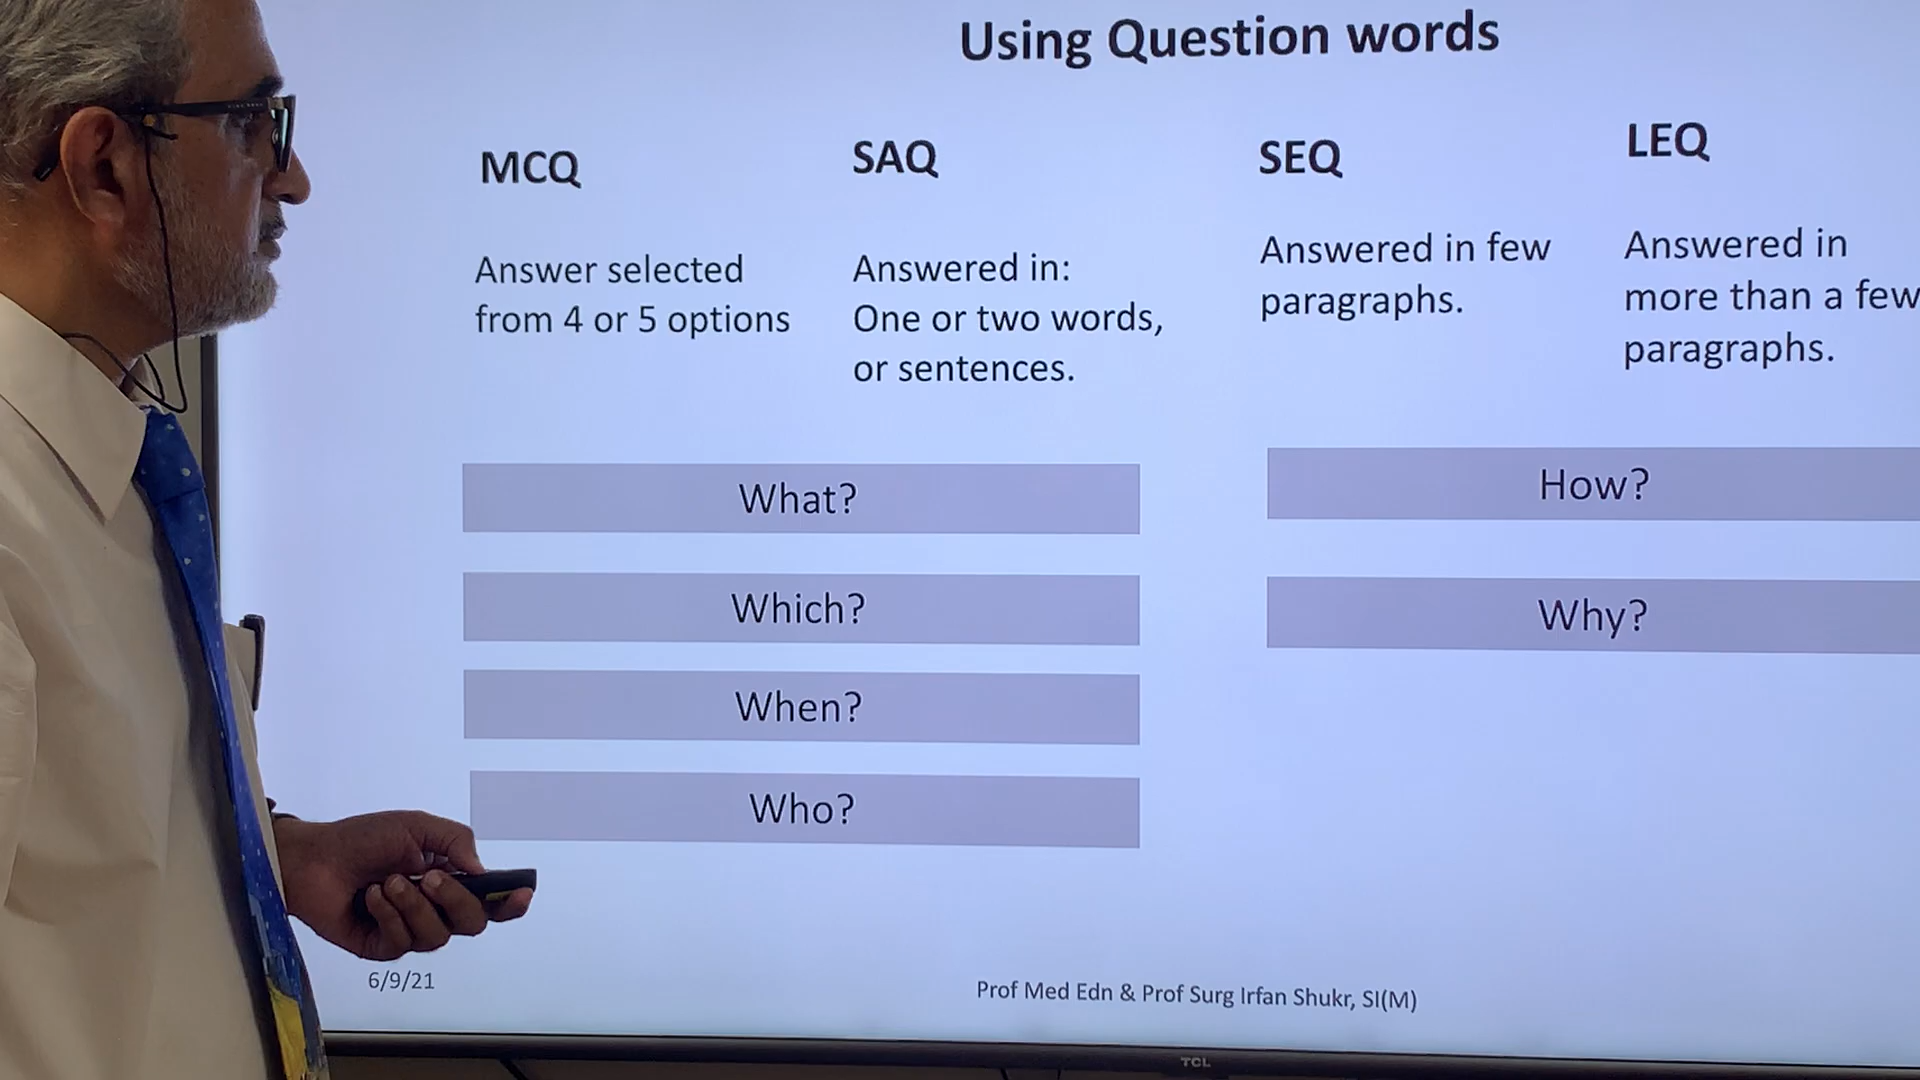 Using Question words
MCQ
Answer selected
from 4 or 5 options
SAQ
Answered in:
One or two words,
or sentences.
SEQ
Answered in few
paragraphs.
LEQ
Answered in
more than a few
paragraphs.
What?
Which?
When?
Who?
How?
Why?
6/9/21
Prof Med Edn & Prof Surg Irfan Shukr, SI(M)
TCL